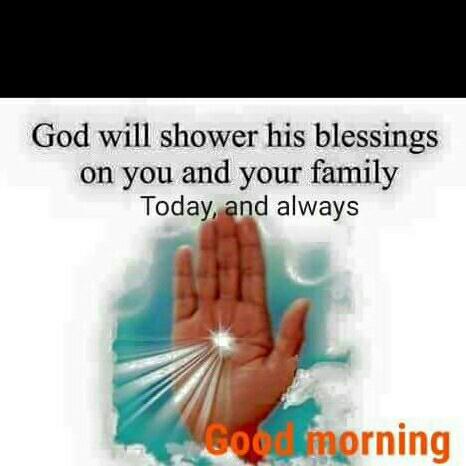 God will shower his blessings
on you and your family
Today, and always
Good morning